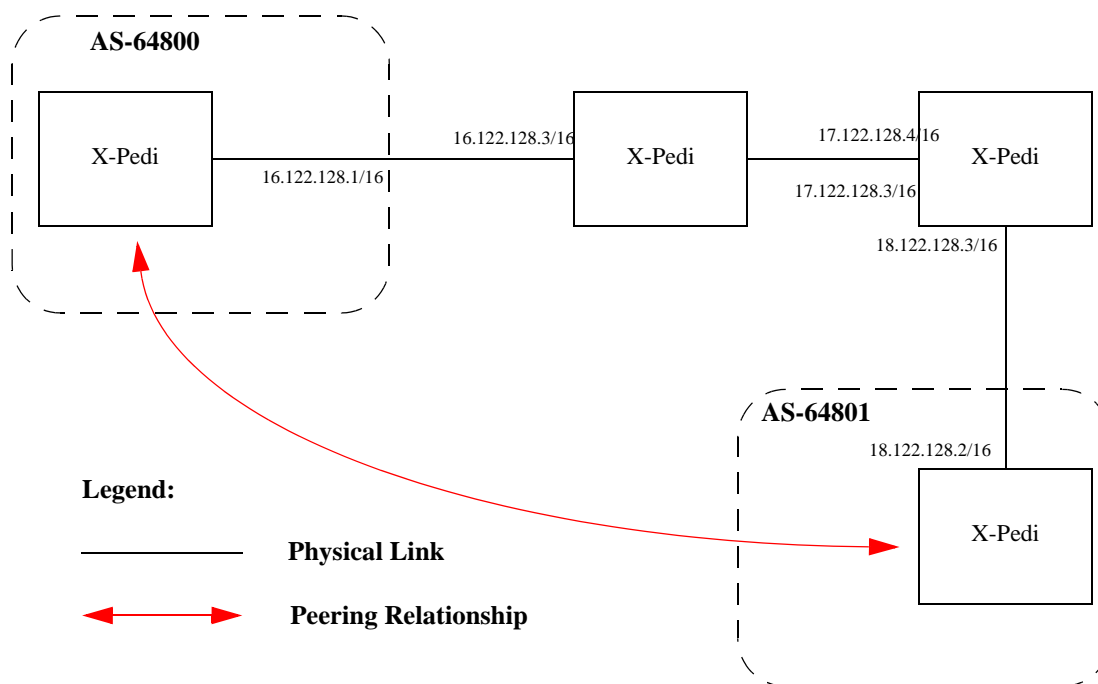 AS-64800
X-Pedi
16.122.128.1/16
16.122.128.3/16
X-Pedi
17.122.128.4/16
17.122.128.3/16
X-Pedi
18.122.128.3/16
AS-64801
18.122.128.2/16
X-Pedi
Legend:
Physical Link
Peering Relationship